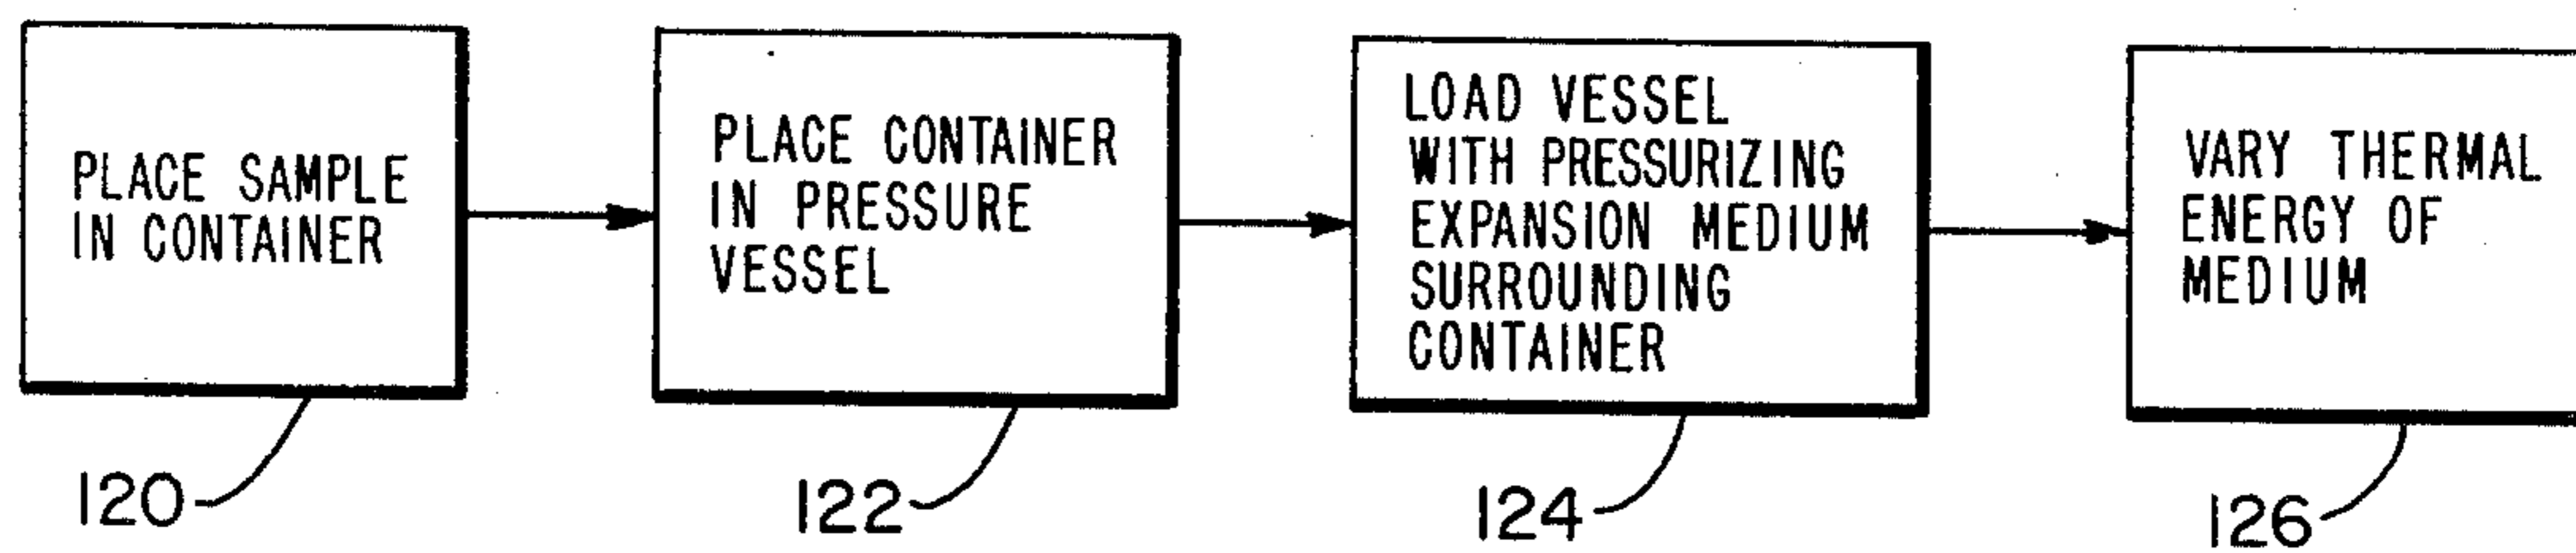 PLACE SAMPLE
IN CONTAINER
PLACE CONTAINER
IN PRESSURE
VESSEL
LOAD VESSEL
WITH PRESSURIZING
EXPANSION MEDIUM
SURROUNDING
CONTAINER
VARY THERMAL
ENERGY OF
MEDIUM
120
122
124
126